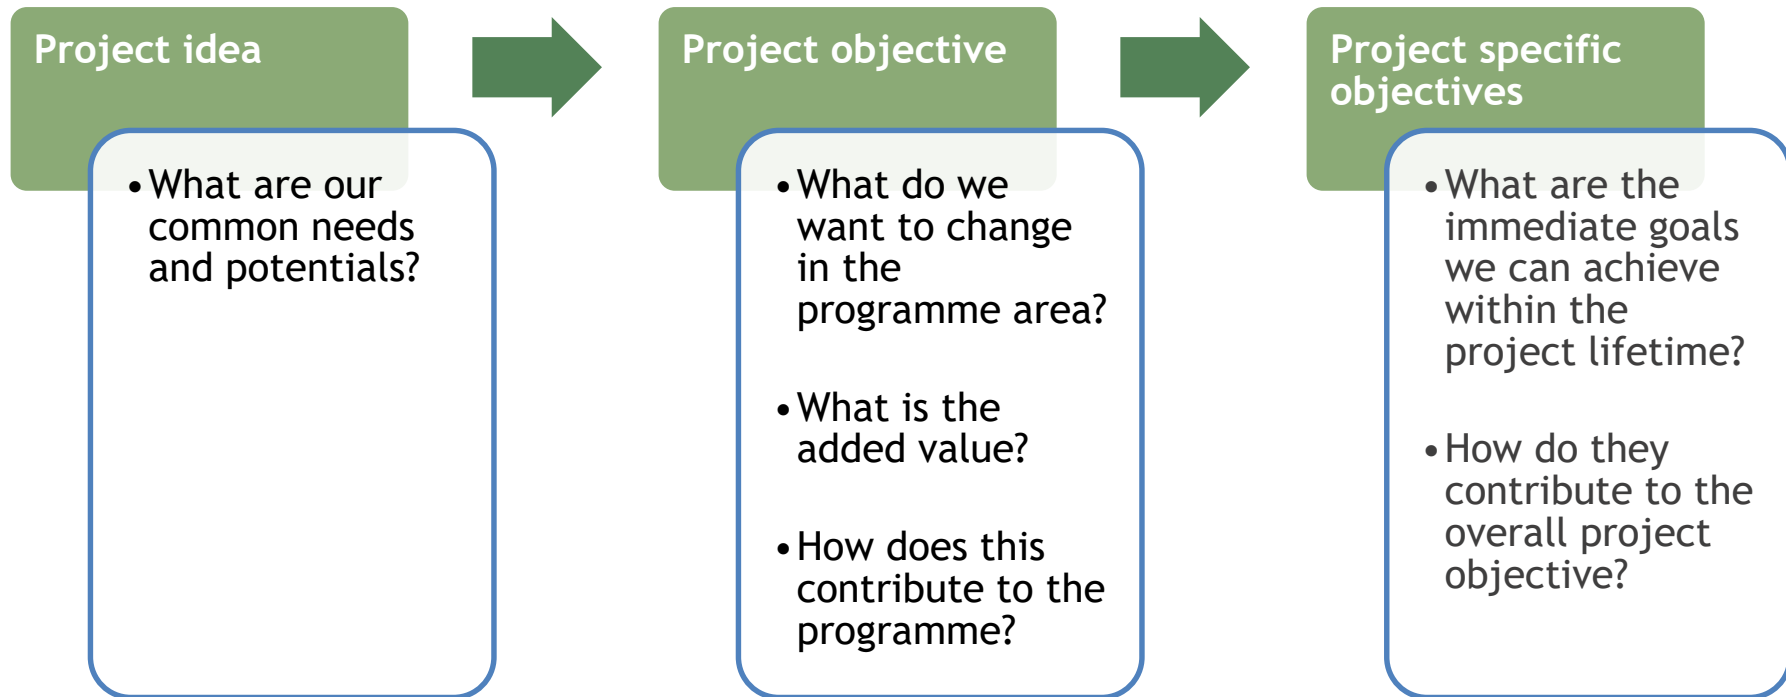 Project idea
•What are our
common needs
and potentials?
Project objective
•What do we
want to change
in the
programme area?
•What is the
added value?
•How does this
contribute to the
programme?
Project specific
objectives
•What are the
immediate goals
we can achieve
within the
project lifetime?
•How do they
contribute to the
overall project
objective?